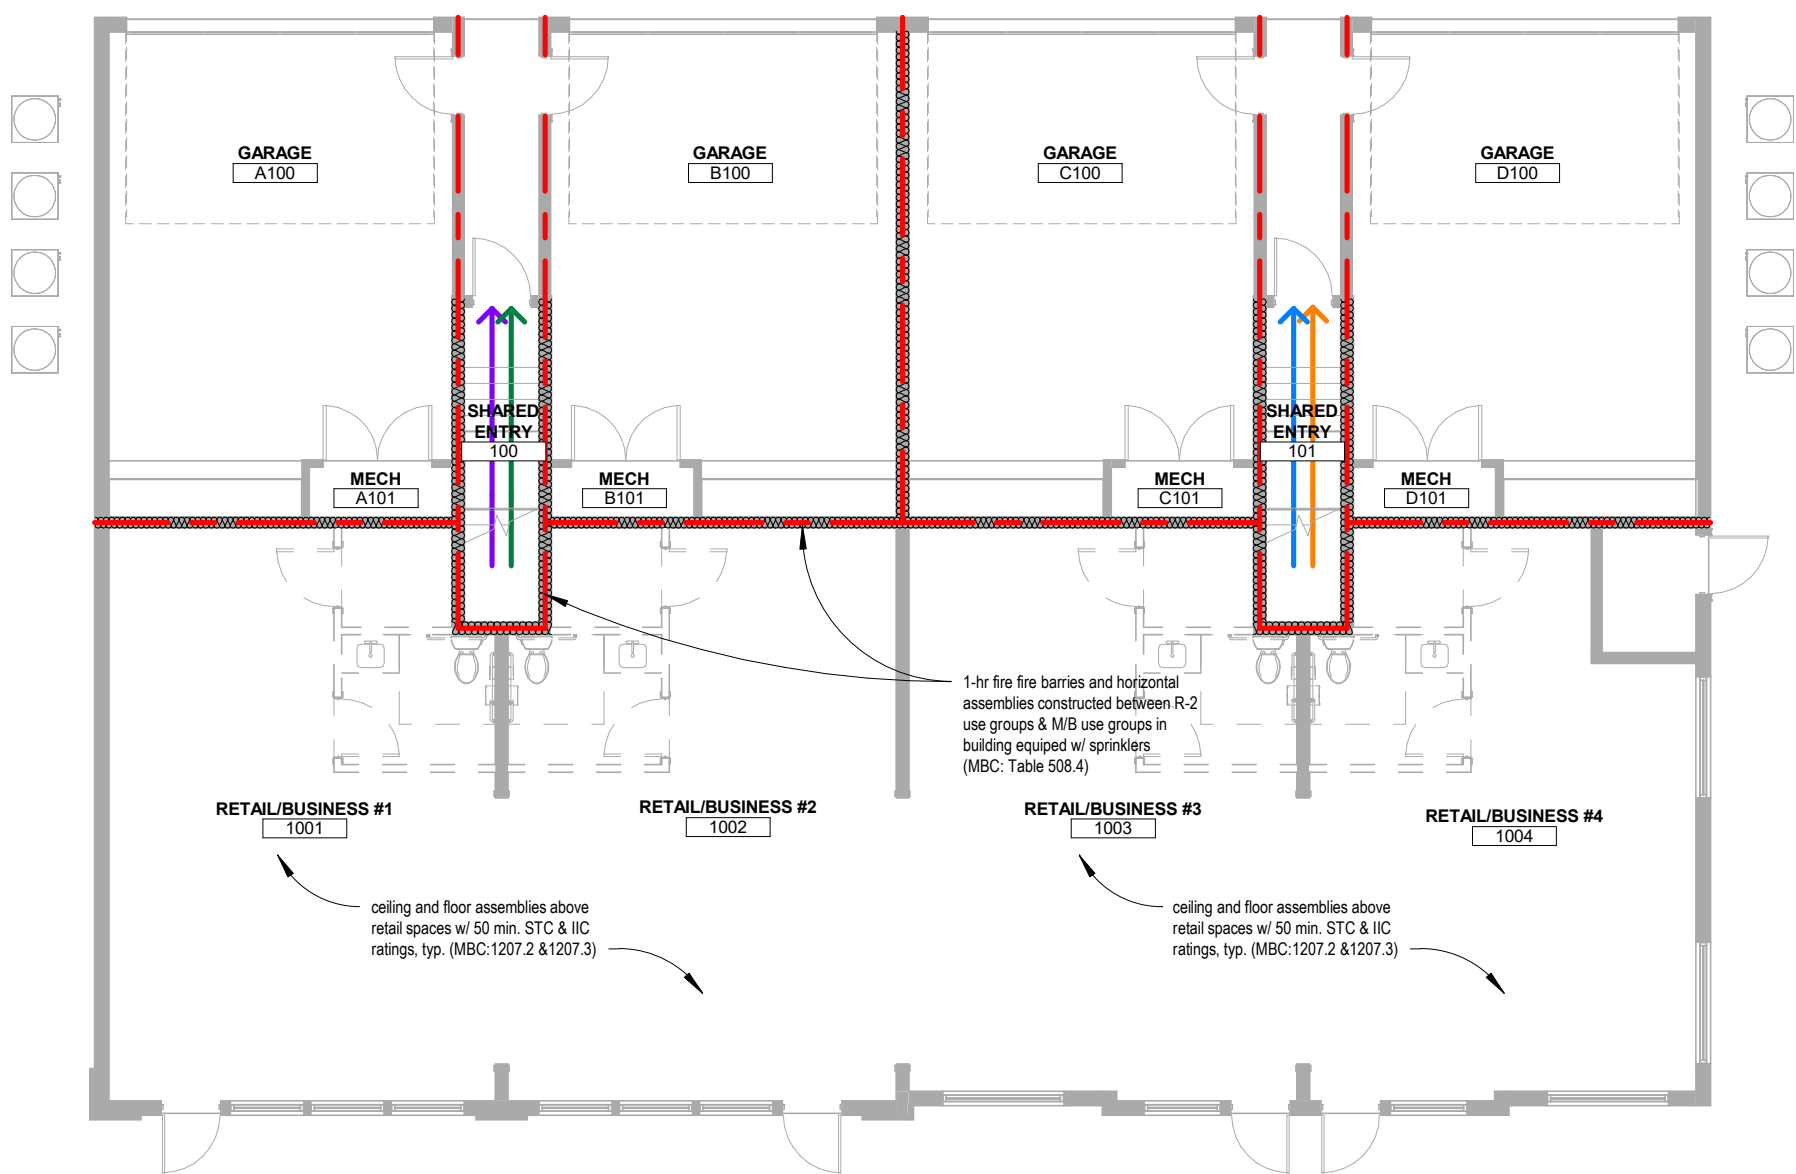 GARAGE
A100
GARAGE
B100
GARAGE
C100
GARAGE
D100
SHARED
ENTRY
100
SHARED
ENTRY
101
MECH
A101
MECH
B101
MECH
C101
MECH
D101
1-hr fire fire barries and horizontal
assemblies constructed between R-2
use groups & M/B use groups in
building equiped w/ sprinklers
(MBC: Table 508.4)
RETAIL/BUSINESS #1
1001
RETAIL/BUSINESS #2
1002
RETAIL/BUSINESS #3
1003
RETAIL/BUSINESS #4
1004
ceiling and floor assemblies above
retail spaces w/ 50 min. STC & IIC
ratings, typ. (MBC:1207.2 &1207.3)
ceiling and floor assemblies above
retail spaces w/ 50 min. STC & IIC
ratings, typ. (MBC:1207.2 &1207.3)